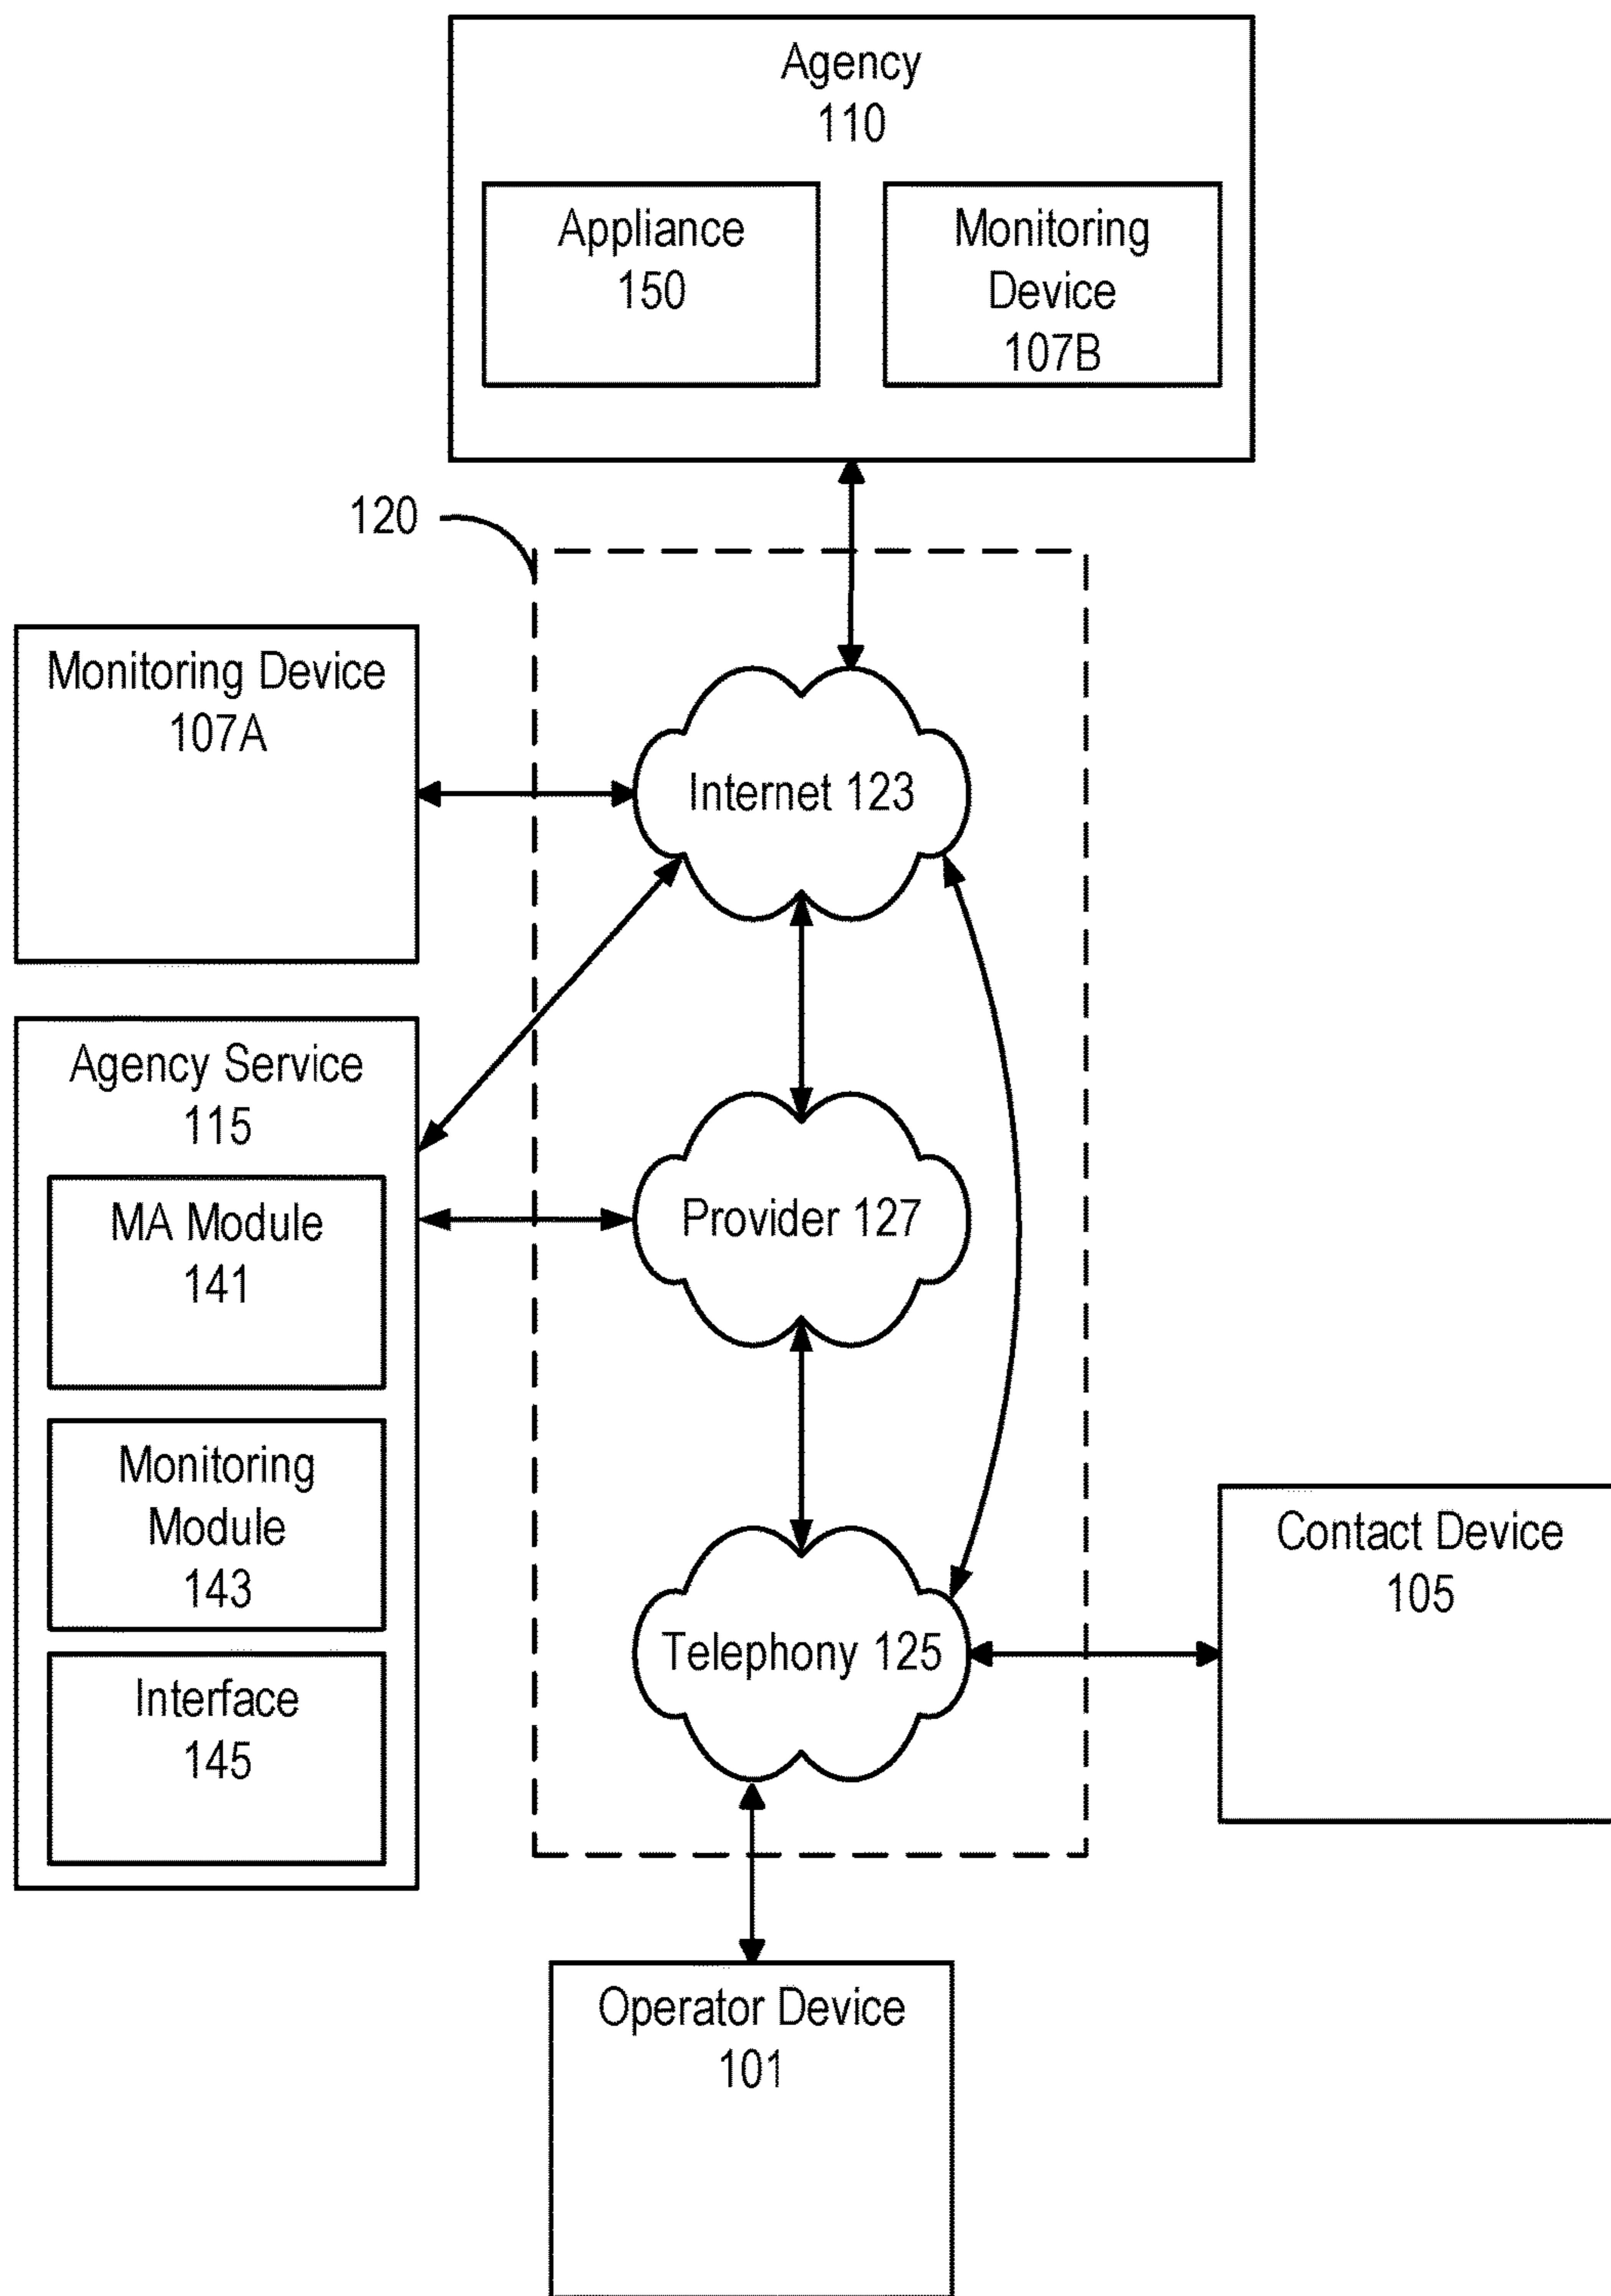 Agency
110
Appliance
150
Monitoring
Device
107B
120
Monitoring Device
107A
Internet 123
Agency Service
115
MA Module
141
Provider 127
Monitoring
Module
143
Contact Device
105
Telephony 125
Interface
145
Operator Device
101